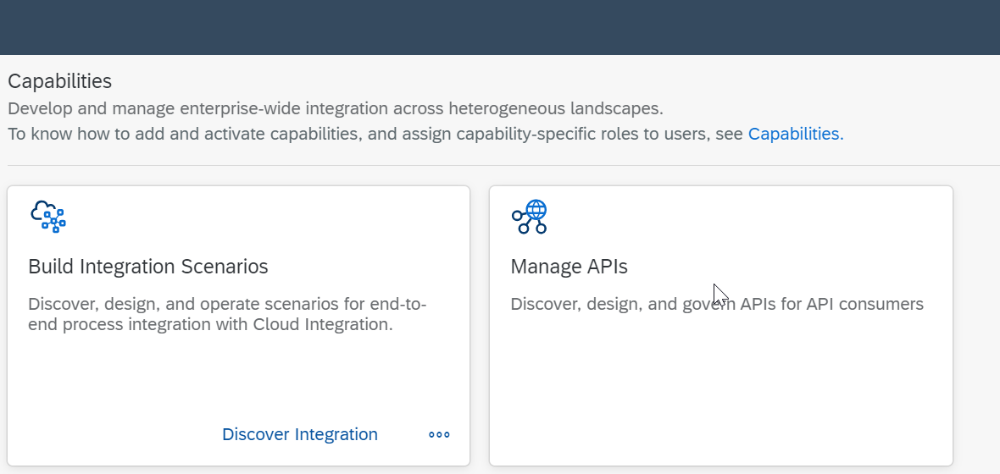 Capabilities
Develop and manage enterprise-wide integration across heterogeneous landscapes.
To know how to add and activate capabilities, and assign capability-specific roles to users, see Capabilities.
Build Integration Scenarios
Discover, design, and operate scenarios for end-to-
end process integration with Cloud Integration.
Discover Integration
Manage APIs
Discover, design, and govern APIs for API consumers